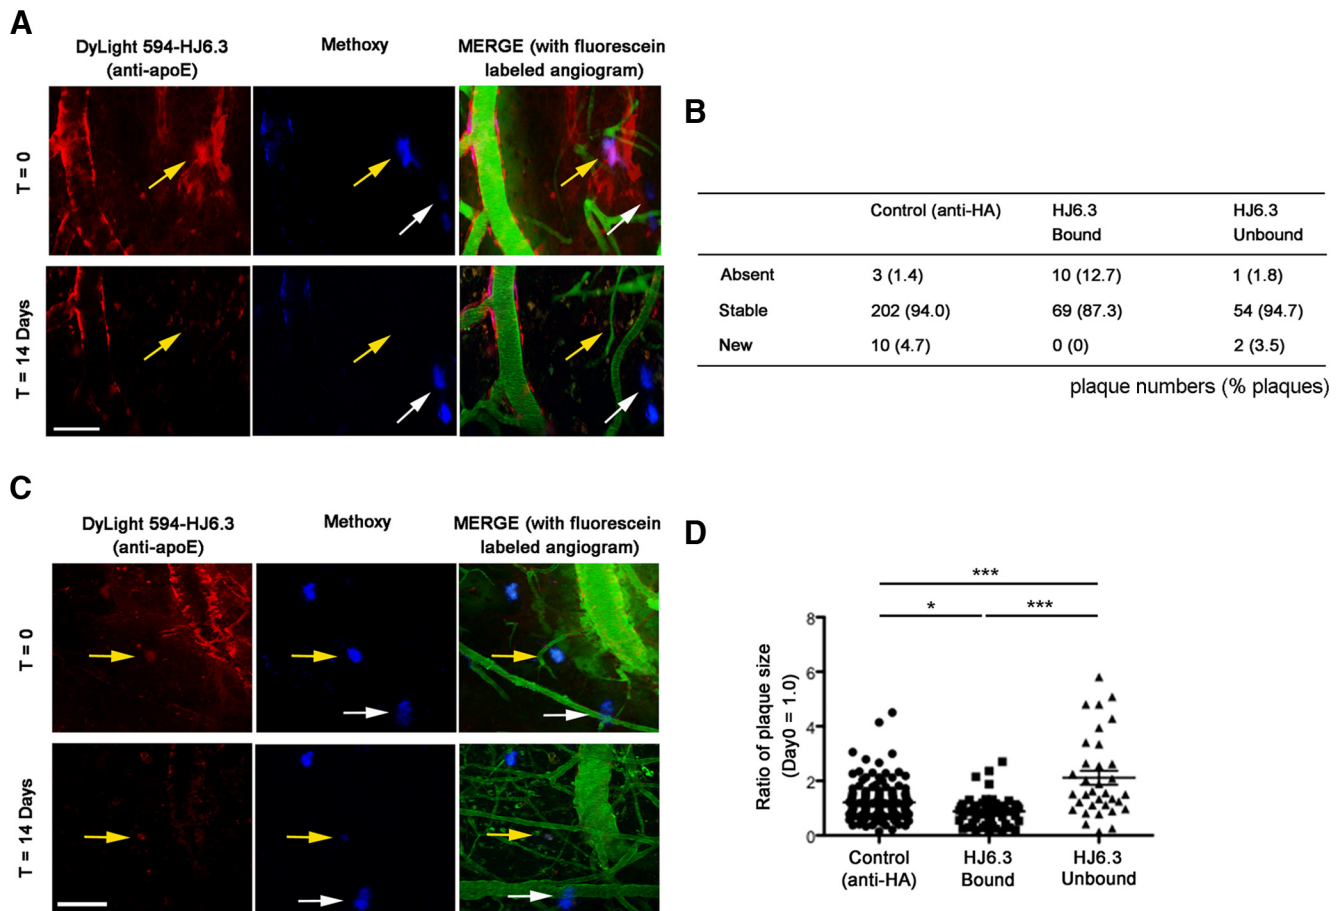 A
DyLight 594-HJ6.3
(anti-apoE)
Methoxy
MERGE (with fluorescein
labeled angiogram)
T = 0
T = 14 Days
B
Control (anti-HA)
HJ6.3
Bound
HJ6.3
Unbound
Absent 3 (1.4) 10 (12.7) 1 (1.8)
Stable 202 (94.0) 69 (87.3) 54 (94.7)
New 10 (4.7) 0 (0) 2 (3.5)
plaque numbers (% plaques)
C
DyLight 594-HJ6.3
(anti-apoE)
Methoxy
MERGE (with fluorescein
labeled angiogram)
T = 0
T = 14 Days
D
***
* ***
Ratio of plaque size
(Day0 = 1.0)
8
6
4
2
0
Control
(anti-HA)
HJ6.3
Bound
HJ6.3
Unbound